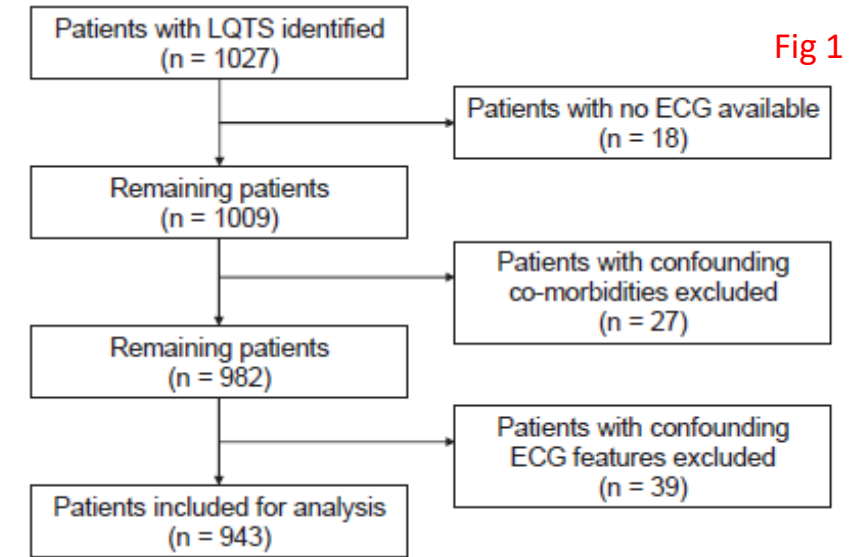 Patients with LQTS identified
(n = 1027)
Fig 1
Patients with no ECG available
(n = 18)
Remaining patients
(n = 1009)
Patients with confounding
co-morbidities excluded
(n = 27)
Remaining patients
(n = 982)
Patients with confounding
ECG features excluded
(n = 39)
Patients included for analysis
(n = 943)